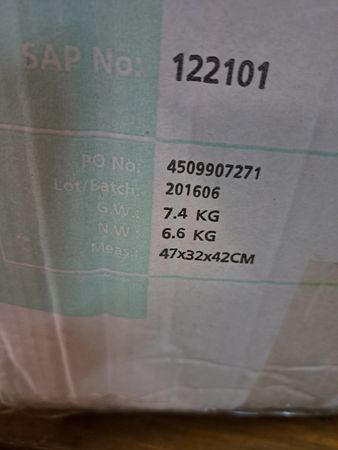 SAP No: 122101
PO No: 4509907271
Lot/Batch: 201606
G.W.: 7.4 KG
N.W.: 6.6 KG
Meas.: 47x32x42CM